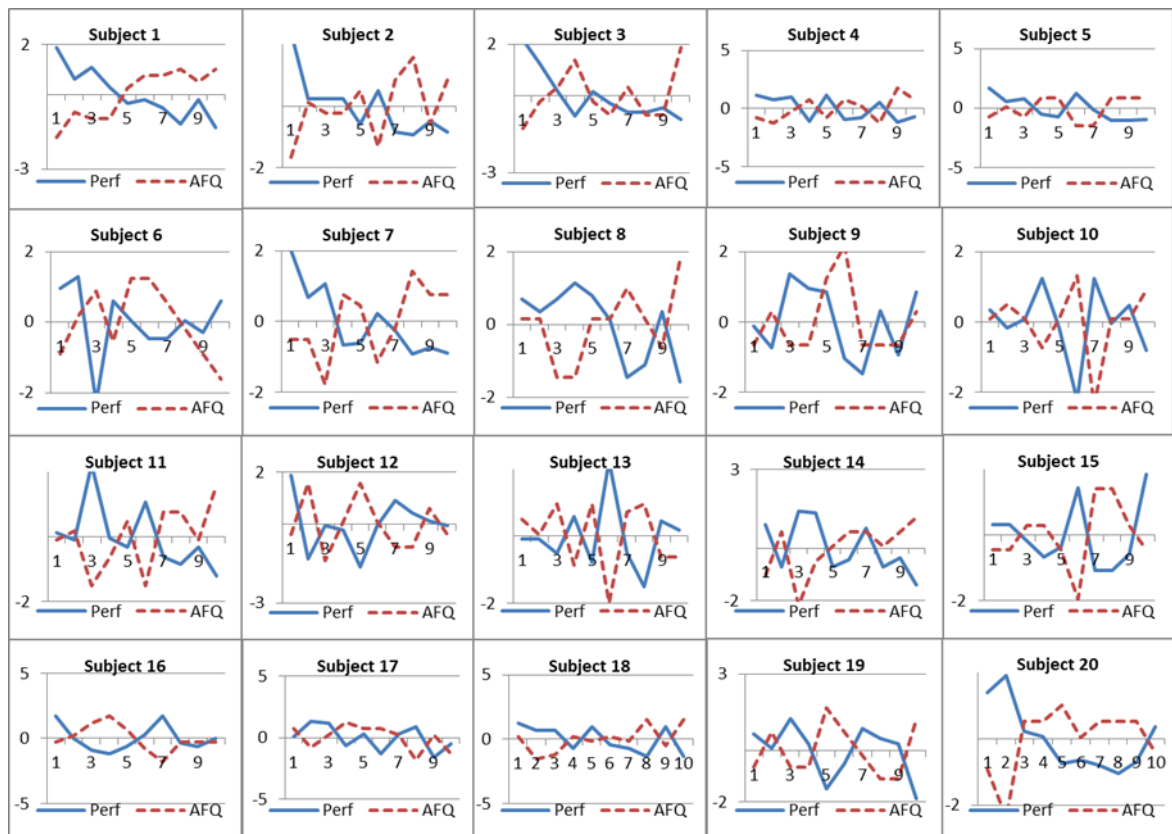 Subject 1
2
1 3 5 7 9
-3
Perf AFQ
Subject 2
2
1 3 5 7 9
-2
Perf AFQ
Subject 3
2
1 3 5 7 9
-3
Perf AFQ
Subject 4
5
0
1 3 5 7 9
-5
Perf AFQ
Subject 5
5
0
1 3 5 7 9
-5
Perf AFQ
Subject 6
2
0
1 3 5 7 9
-2
Perf AFQ
Subject 7
2
0
1 3 5 7 9
-2
Perf AFQ
Subject 8
2
0
1 3 5 7 9
-2
Perf AFQ
Subject 9
2
0
1 3 5 7 9
-2
Perf AFQ
Subject 10
2
0
1 3 5 7 9
-2
Perf AFQ
Subject 11
1 3 5 7 9
-2
Perf AFQ
Subject 12
2
1 3 5 7 9
-3
Perf AFQ
Subject 13
1 3 5 7 9
-2
Perf AFQ
Subject 14
3
1 3 5 7 9
-2
Perf AFQ
Subject 15
1 3 5 7 9
-2
Perf AFQ
Subject 16
5
0
1 3 5 7 9
-5
Perf AFQ
Subject 17
5
0
1 3 5 7 9
-5
Perf AFQ
Subject 18
5
0
1 2 3 4 5 6 7 8 9 10
-5
Perf AFQ
Subject 19
3
1 3 5 7 9
-2
Perf AFQ
Subject 20
1 2 3 4 5 6 7 8 9 10
-2
Perf AFQ